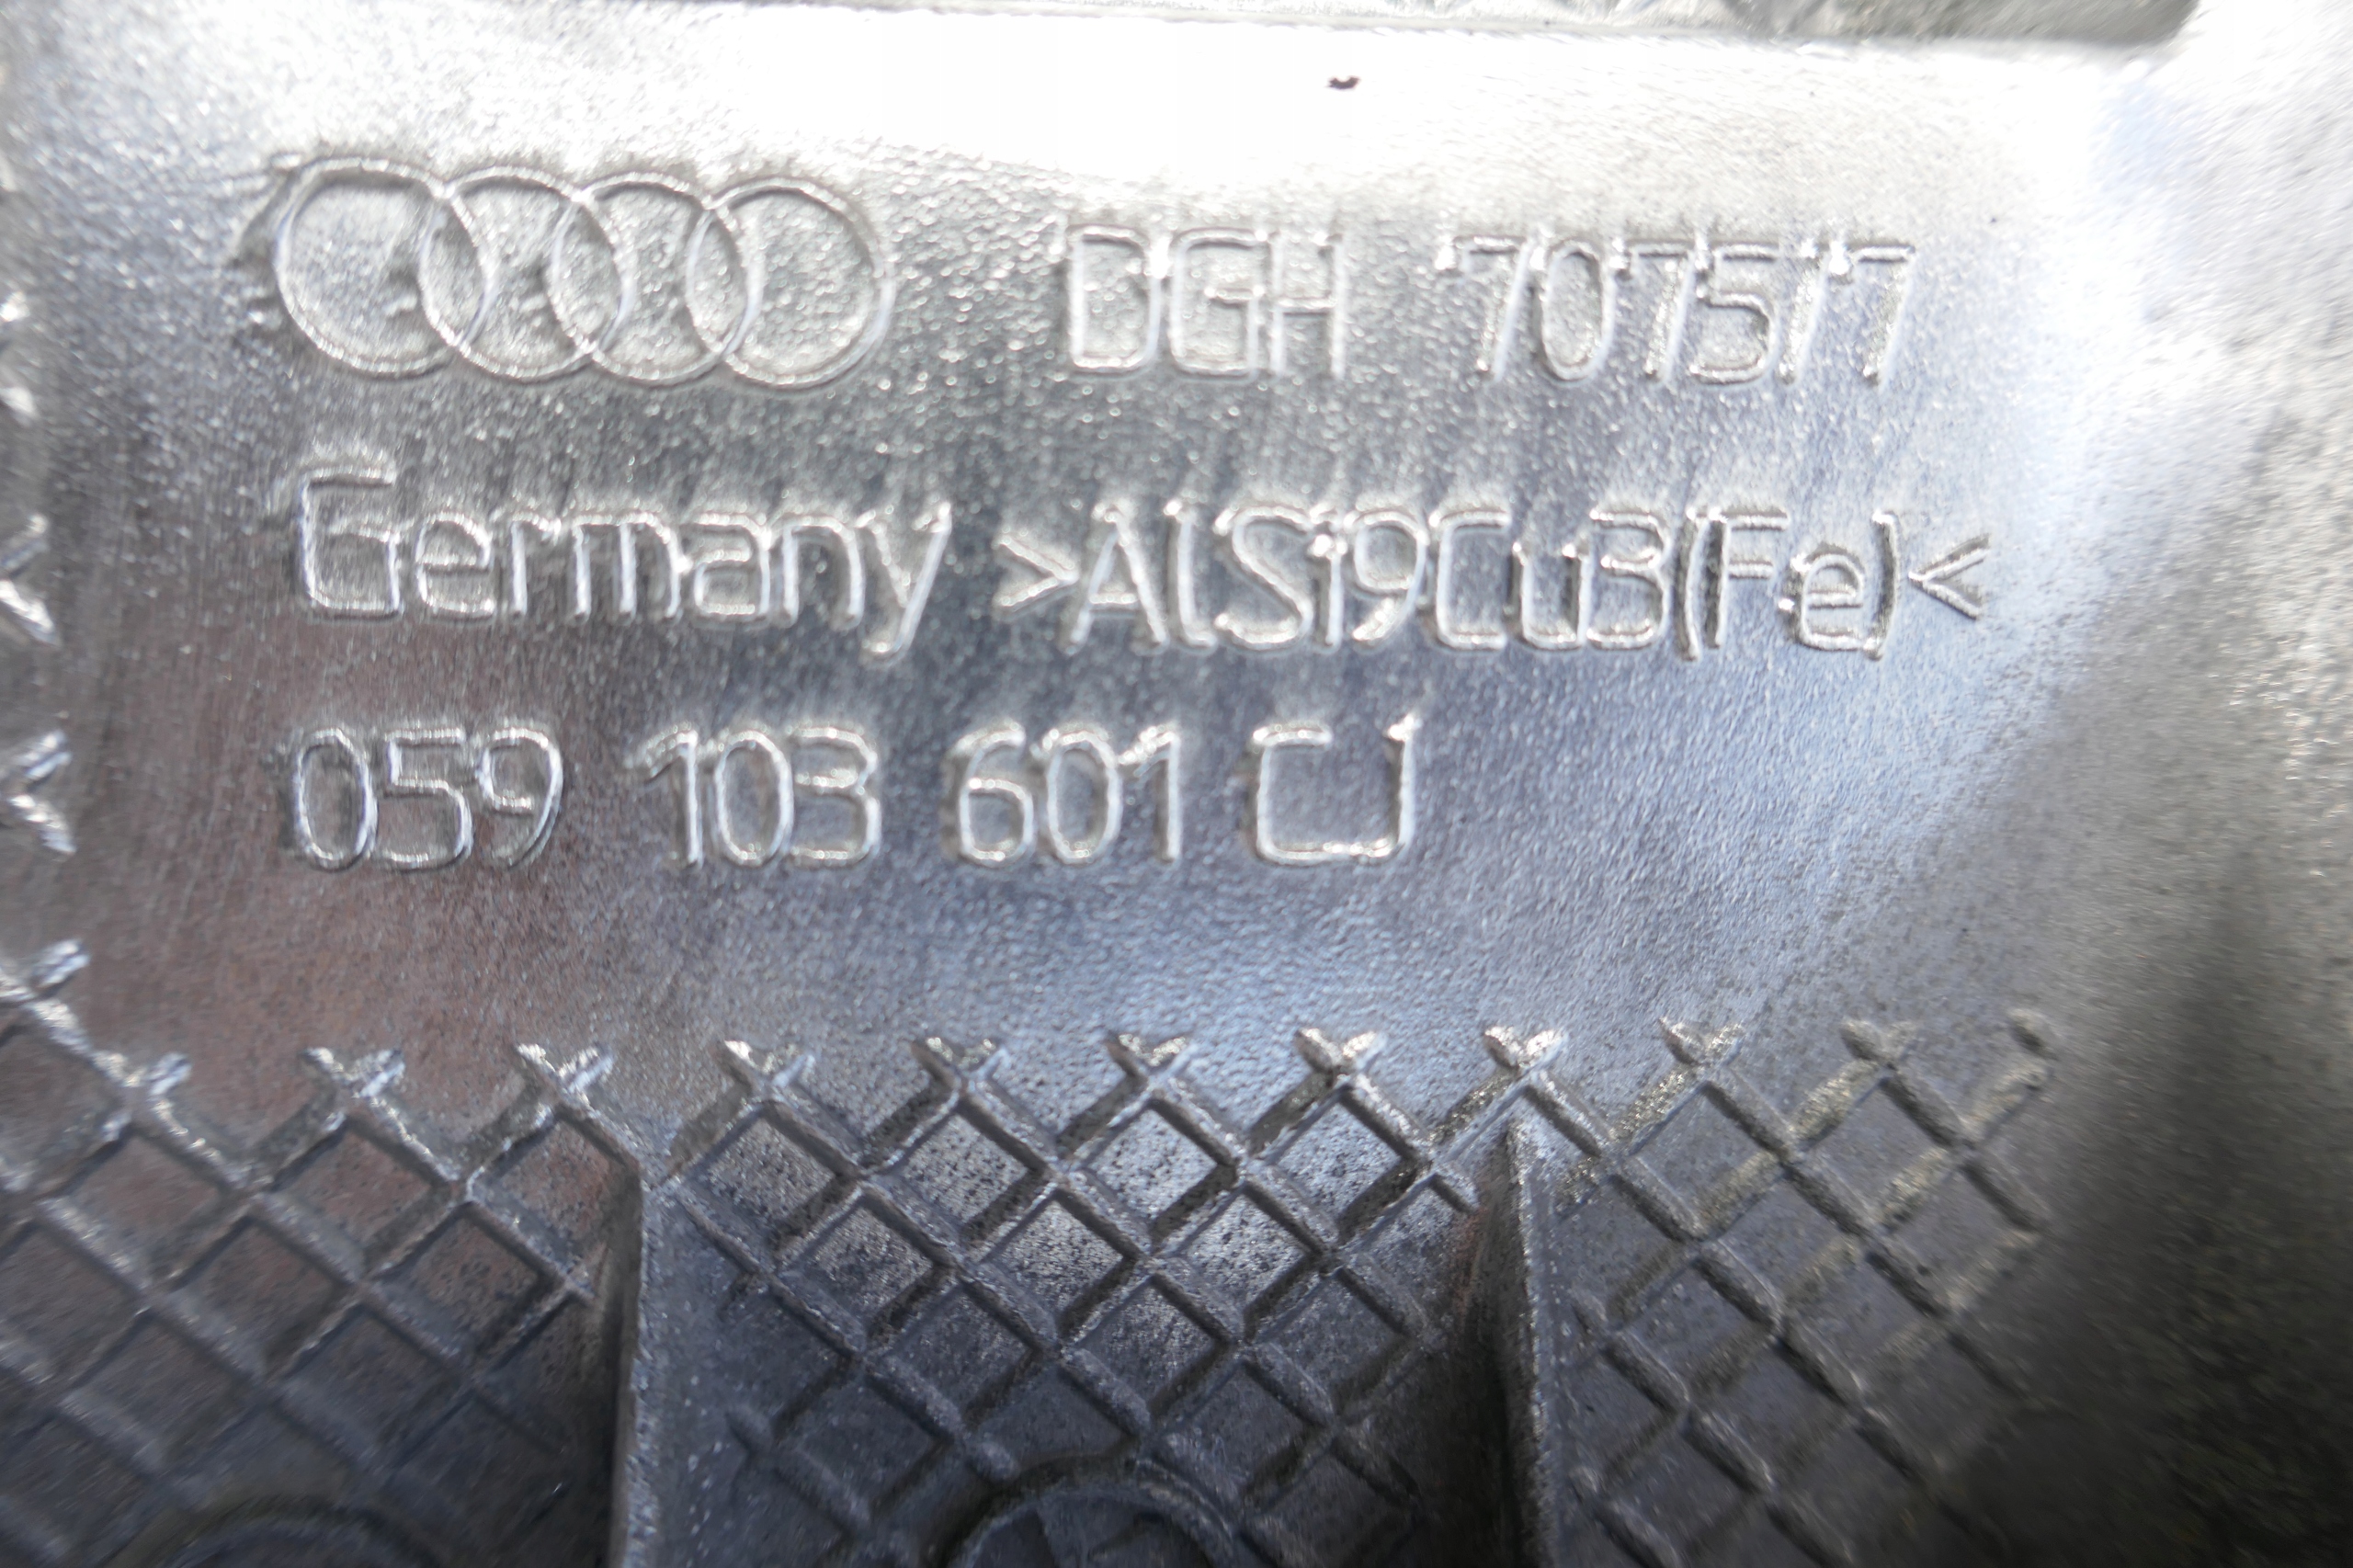 DGH 707577
Germany >AlSi9Cu3(Fe)<
059 103 601 CJ